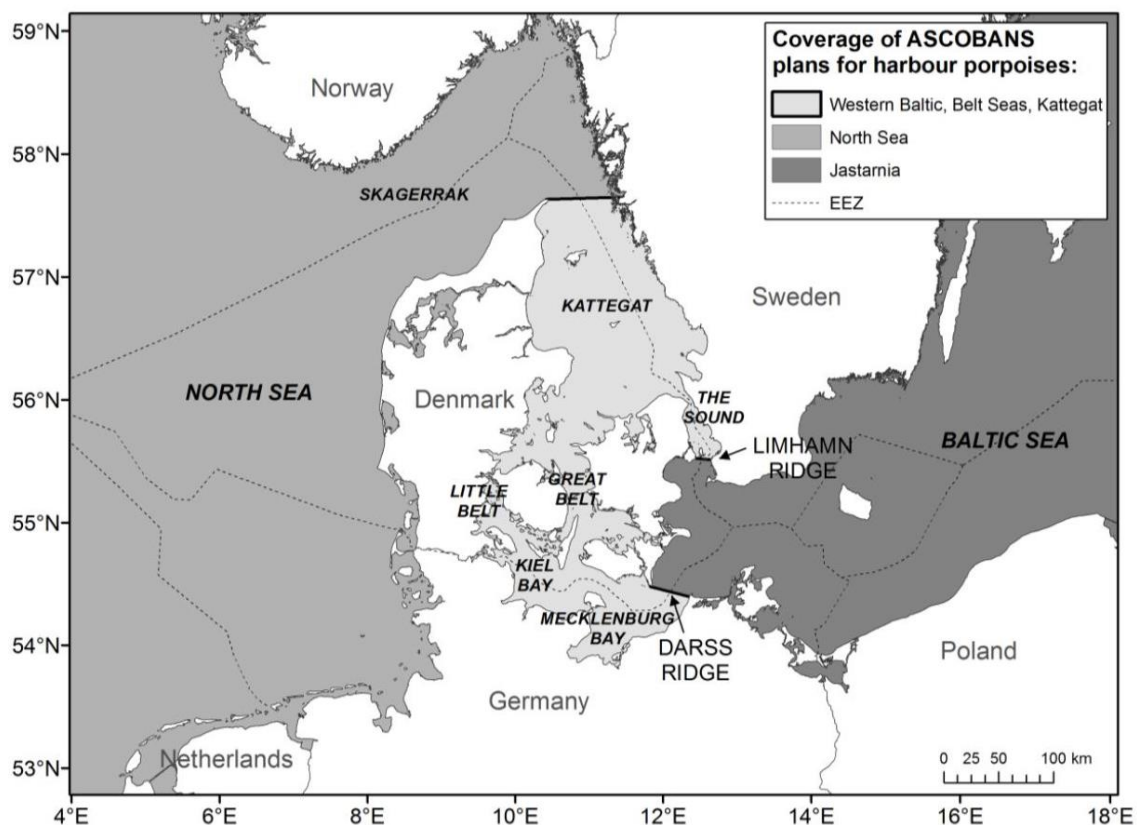 59°N
58°N
57°N
56°N
55°N
54°N
53°N
4°E
6°E
8°E
10°E
12°E
14°E
16°E
18°E
Coverage of ASCOBANS
plans for harbour porpoises:
Western Baltic, Belt Seas, Kattegat
North Sea
Jastarnia
EEZ
Norway
SKAGERRAK
KATTEGAT
Sweden
NORTH SEA
Denmark
THE
SOUND
BALTIC SEA
LIMHAMN
RIDGE
LITTLE
BELT
GREAT
BELT
KIEL
BAY
MECKLENBURG
BAY
DARSS
RIDGE
Poland
Germany
Netherlands
0 25 50 100 km